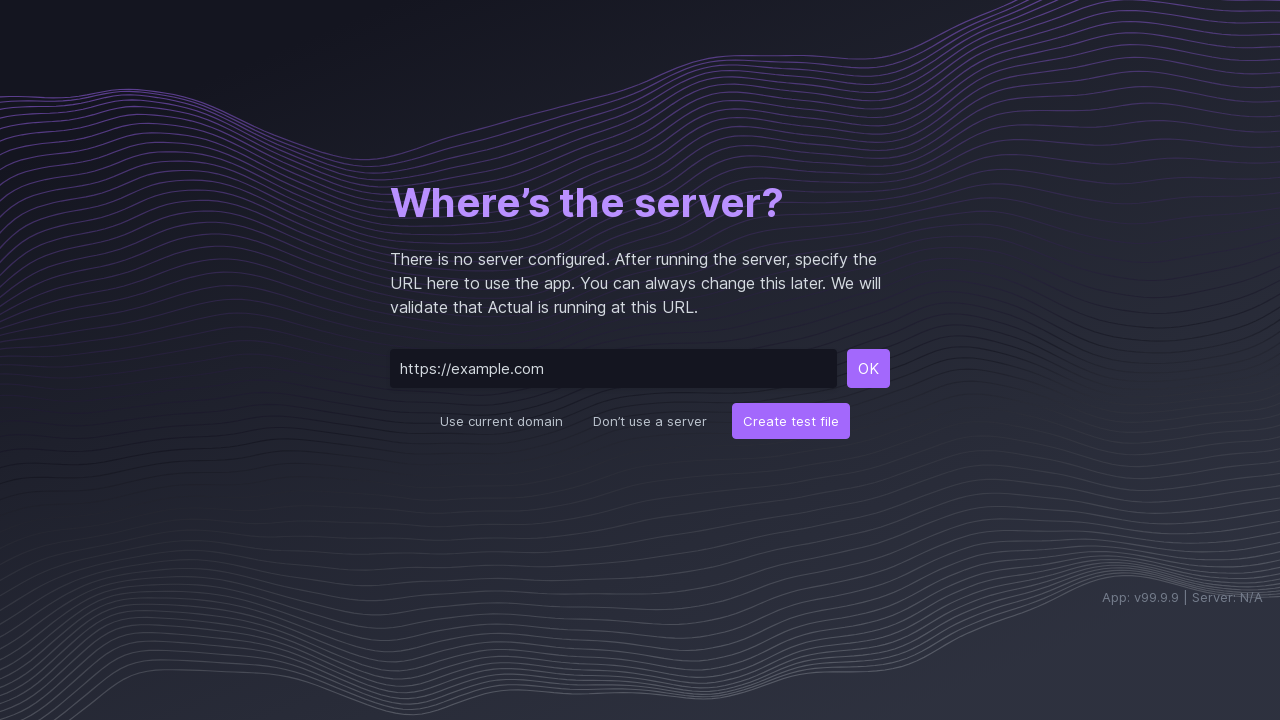 Where’s the server?
There is no server configured. After running the server, specify the
URL here to use the app. You can always change this later. We will
validate that Actual is running at this URL.
https://example.com OK
Use current domain Don’t use a server Create test file
App: v99.9.9 | Server: N/A